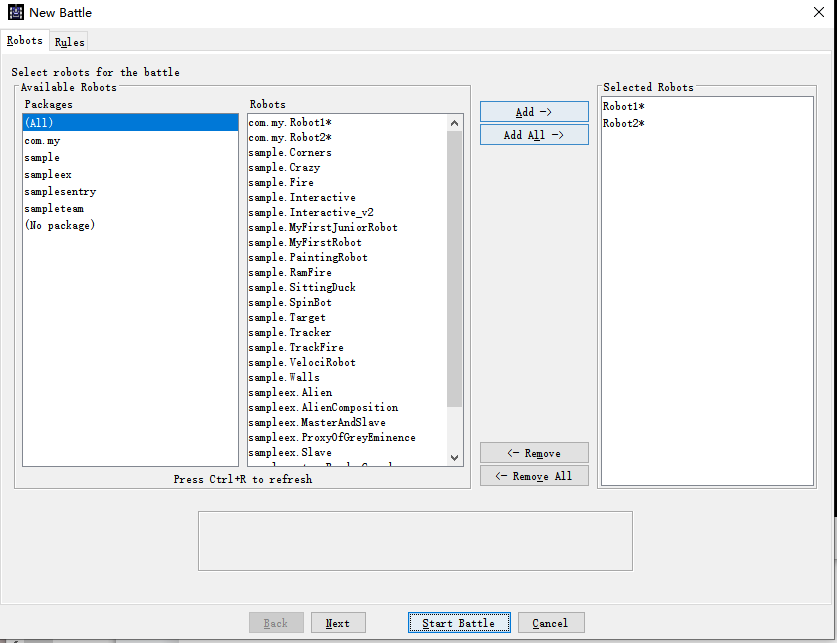 New Battle
Robots
Rules
Select robots for the battle
Available Robots
Packages
(All)
com.my
sample
sampleex
samplesentry
sampleteam
(No package)
Robots
com.my.Robot1*
com.my.Robot2*
sample.Corners
sample.Crazy
sample.Fire
sample.Interactive
sample.Interactive_v2
sample.MyFirstJuniorRobot
sample.MyFirstRobot
sample.PaintingRobot
sample.RamFire
sample.SittingDuck
sample.SpinBot
sample.Target
sample.Tracker
sample.TrackFire
sample.VelociRobot
sample.Walls
sampleex.Alien
sampleex.AlienComposition
sampleex.MasterAndSlave
sampleex.ProxyOfGreyEminence
sampleex.Slave
Press Ctrl+R to refresh
Add ->
Add All ->
<- Remove
<- Remove All
Selected Robots
Robot1*
Robot2*
Back
Next
Start Battle
Cancel